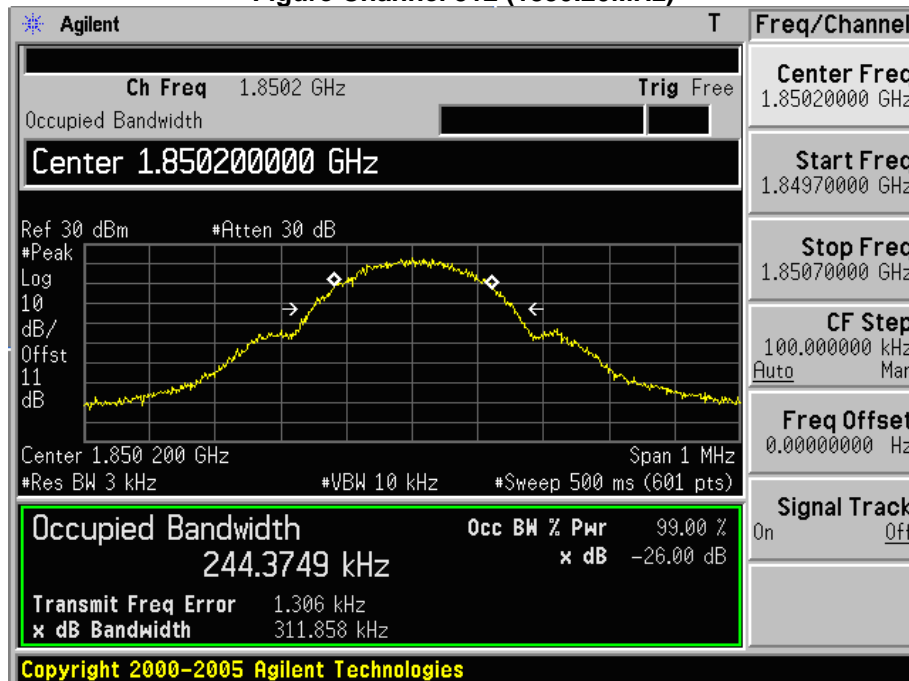 Agilent T
Freq/Channel
Ch Freq 1.8502 GHz Trig Free
Occupied Bandwidth
Center 1.850200000 GHz
Ref 30 dBm #Atten 30 dB
#Peak
Log
10
dB/
Offst
11
dB
Center 1.850 200 GHz Span 1 MHz
#Res BW 3 kHz #VBW 10 kHz #Sweep 500 ms (601 pts)
Occupied Bandwidth
244.3749 kHz
Occ BW % Pwr 99.00 %
x dB -26.00 dB
Transmit Freq Error 1.306 kHz
x dB Bandwidth 311.858 kHz
Copyright 2000-2005 Agilent Technologies
Center Freq
1.85020000 GHz
Start Freq
1.84970000 GHz
Stop Freq
1.85070000 GHz
CF Step
100.000000 kHz
Auto Man
Freq Offset
0.00000000 Hz
Signal Track
On Off